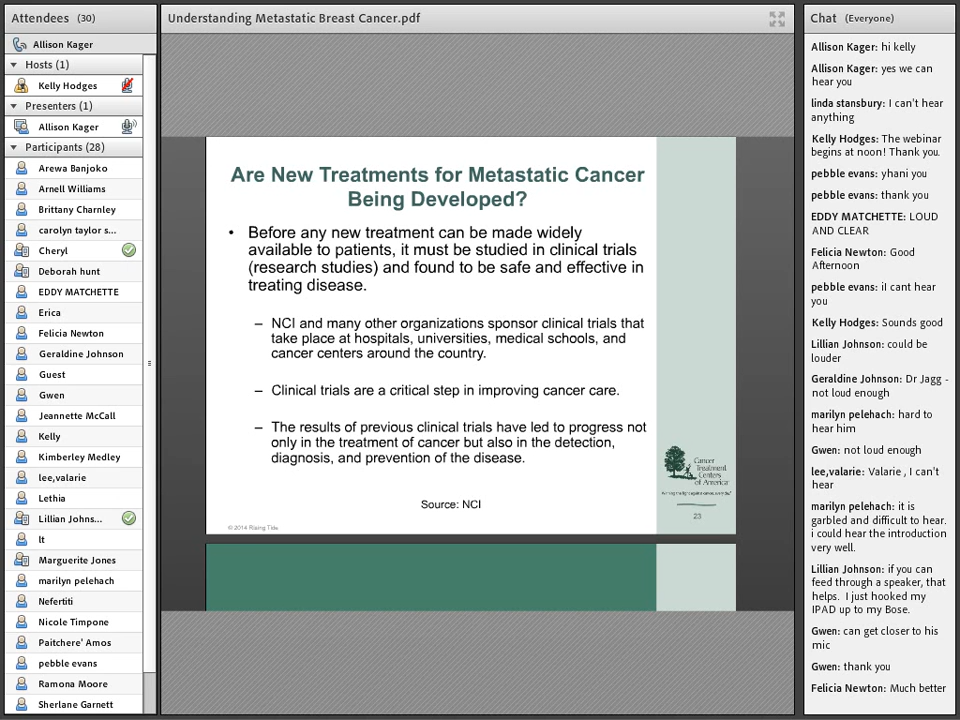 Attendees (30)
Allison Kager
Hosts (1)
Kelly Hodges
Presenters (1)
Allison Kager
Participants (28)
Arewa Banjoko
Arnell Williams
Brittany Charnley
carolyn taylor s...
Cheryl
Deborah hunt
EDDY MATCHETTE
Erica
Felicia Newton
Geraldine Johnson
Guest
Gwen
Jeannette McCall
Kelly
Kimberley Medley
lee,valarie
Lethia
Lillian Johns...
lt
Marguerite Jones
marilyn pelehach
Nefertiti
Nicole Timpone
Paitchere' Amos
pebble evans
Ramona Moore
Sherlane Garnett
Understanding Metastatic Breast Cancer.pdf
Are New Treatments for Metastatic Cancer
Being Developed?
• Before any new treatment can be made widely
available to patients, it must be studied in clinical trials
(research studies) and found to be safe and effective in
treating disease.
– NCI and many other organizations sponsor clinical trials that
take place at hospitals, universities, medical schools, and
cancer centers around the country.
– Clinical trials are a critical step in improving cancer care.
– The results of previous clinical trials have led to progress not
only in the treatment of cancer but also in the detection,
diagnosis, and prevention of the disease.
Source: NCI
© 2014 Rising Tide
Cancer
Treatment
Centers
of America
23
Chat (Everyone)
Allison Kager: hi kelly
Allison Kager: yes we can
hear you
linda stansbury: I can't hear
anything
Kelly Hodges: The webinar
begins at noon! Thank you.
pebble evans: yhani you
pebble evans: thank you
EDDY MATCHETTE: LOUD
AND CLEAR
Felicia Newton: Good
Afternoon
pebble evans: iI cant hear
you
Kelly Hodges: Sounds good
Lillian Johnson: could be
louder
Geraldine Johnson: Dr Jagg -
not loud enough
marilyn pelehach: hard to
hear him
Gwen: not loud enough
lee,valarie: Valarie , I can't
hear
marilyn pelehach: it is
garbled and difficult to hear.
i could hear the introduction
very well.
Lillian Johnson: if you can
feed through a speaker, that
helps. I just hooked my
IPAD up to my Bose.
Gwen: can get closer to his
mic
Gwen: thank you
Felicia Newton: Much better